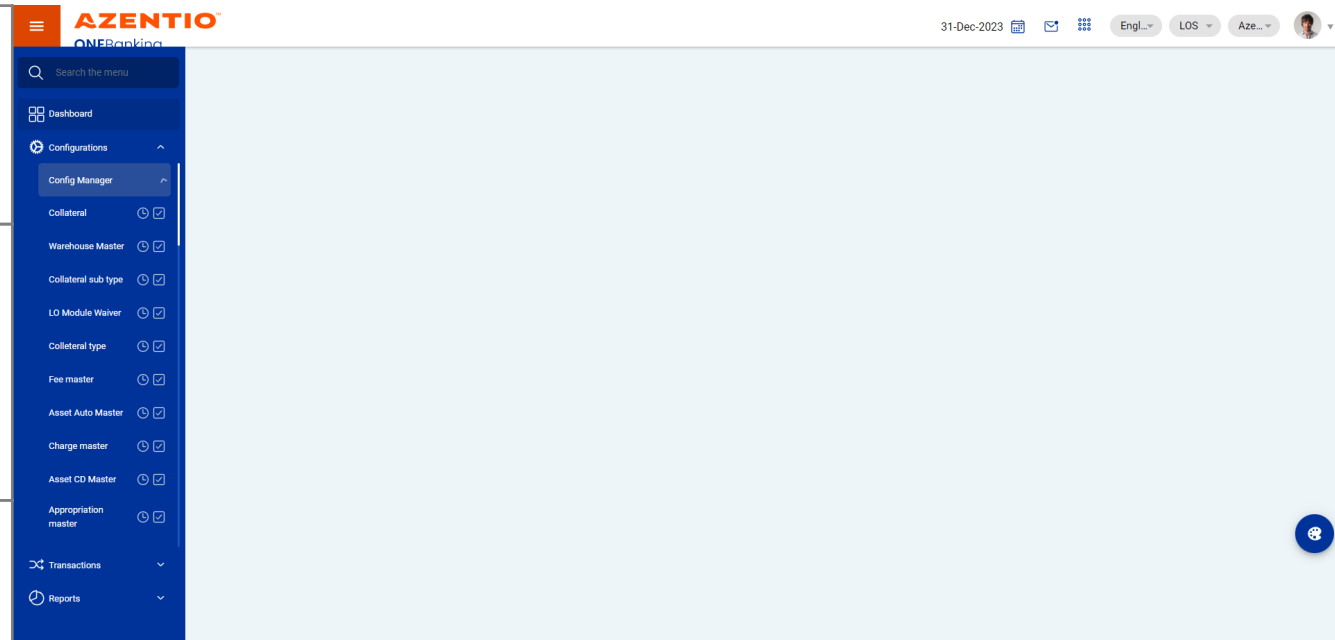 AZENTIO
ONEBanking
31-Dec-2023
Engl...
LOS
Aze...
Search the menu
Dashboard
Configurations
Config Manager
Collateral
Warehouse Master
Collateral sub type
LO Module Waiver
Colleteral type
Fee master
Asset Auto Master
Charge master
Asset CD Master
Appropriation
master
Transactions
Reports